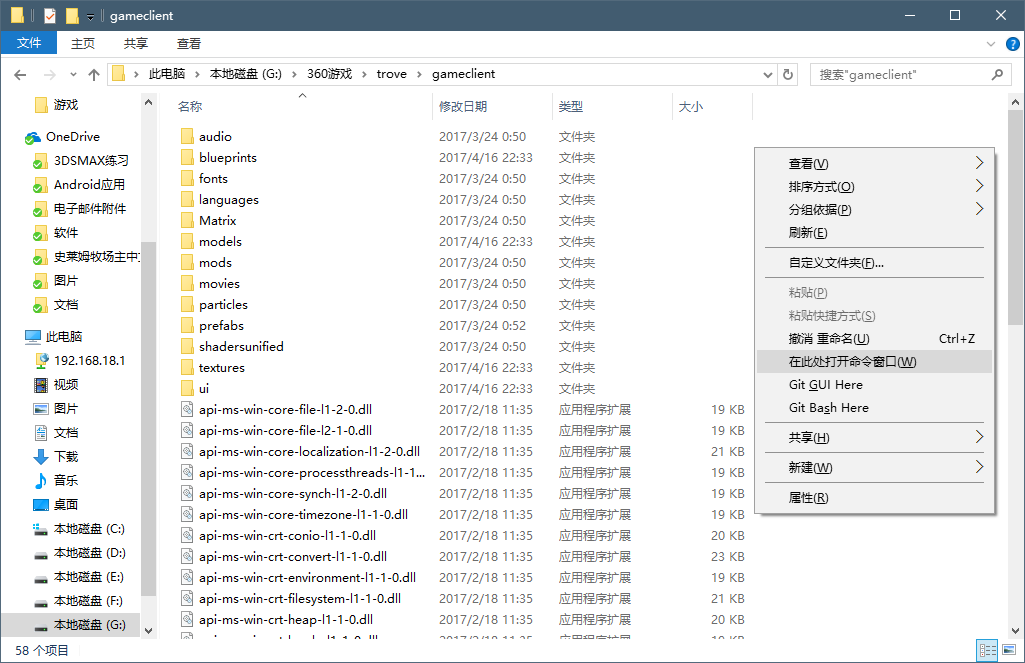 gameclient
文件 主页 共享 查看
此电脑 本地磁盘 (G:) 360游戏 trove gameclient 搜索"gameclient"
游戏
OneDrive
3DSMAX练习
Android应用
电子邮件附件
软件
史莱姆牧场主中
图片
文档
此电脑
192.168.18.1
视频
图片
文档
下载
音乐
桌面
本地磁盘 (C:)
本地磁盘 (D:)
本地磁盘 (E:)
本地磁盘 (F:)
本地磁盘 (G:)
名称 修改日期 类型 大小
audio 2017/3/24 0:50 文件夹
blueprints 2017/4/16 22:33 文件夹
fonts 2017/3/24 0:50 文件夹
languages 2017/3/24 0:50 文件夹
Matrix 2017/3/24 0:50 文件夹
models 2017/4/16 22:33 文件夹
mods 2017/3/24 0:50 文件夹
movies 2017/3/24 0:50 文件夹
particles 2017/3/24 0:50 文件夹
prefabs 2017/3/24 0:52 文件夹
shadersunified 2017/3/24 0:50 文件夹
textures 2017/4/16 22:33 文件夹
ui 2017/4/16 22:33 文件夹
api-ms-win-core-file-l1-2-0.dll 2017/2/18 11:35 应用程序扩展 19 KB
api-ms-win-core-file-l2-1-0.dll 2017/2/18 11:35 应用程序扩展 19 KB
api-ms-win-core-localization-l1-2-0.dll 2017/2/18 11:35 应用程序扩展 21 KB
api-ms-win-core-processthreads-l1-1... 2017/2/18 11:35 应用程序扩展 19 KB
api-ms-win-core-synch-l1-2-0.dll 2017/2/18 11:35 应用程序扩展 19 KB
api-ms-win-core-timezone-l1-1-0.dll 2017/2/18 11:35 应用程序扩展 19 KB
api-ms-win-crt-conio-l1-1-0.dll 2017/2/18 11:35 应用程序扩展 20 KB
api-ms-win-crt-convert-l1-1-0.dll 2017/2/18 11:35 应用程序扩展 23 KB
api-ms-win-crt-environment-l1-1-0.dll 2017/2/18 11:35 应用程序扩展 19 KB
api-ms-win-crt-filesystem-l1-1-0.dll 2017/2/18 11:35 应用程序扩展 21 KB
api-ms-win-crt-heap-l1-1-0.dll 2017/2/18 11:35 应用程序扩展 20 KB
查看(V)
排序方式(O)
分组依据(P)
刷新(E)
自定义文件夹(F)...
粘贴(P)
粘贴快捷方式(S)
撤消 重命名(U) Ctrl+Z
在此处打开命令窗口(W)
Git GUI Here
Git Bash Here
共享(H)
新建(W)
属性(R)
58 个项目